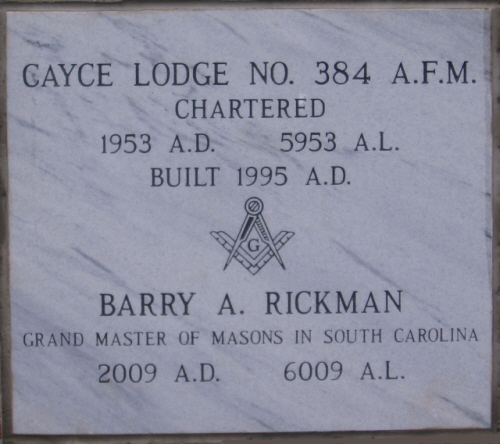 CAYCE LODGE NO. 384 A.F.M.
CHARTERED
1953 A.D. 5953 A.L.
BUILT 1995 A.D.
G
BARRY A. RICKMAN
GRAND MASTER OF MASONS IN SOUTH CAROLINA
2009 A.D. 6009 A.L.